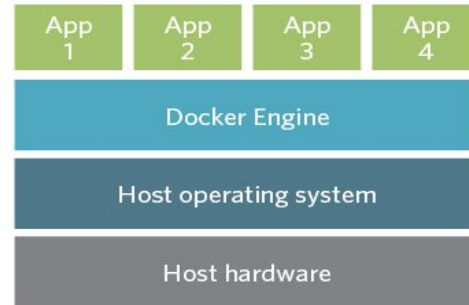 App
1
App
2
App
3
App
4
Docker Engine
Host operating system
Host hardware